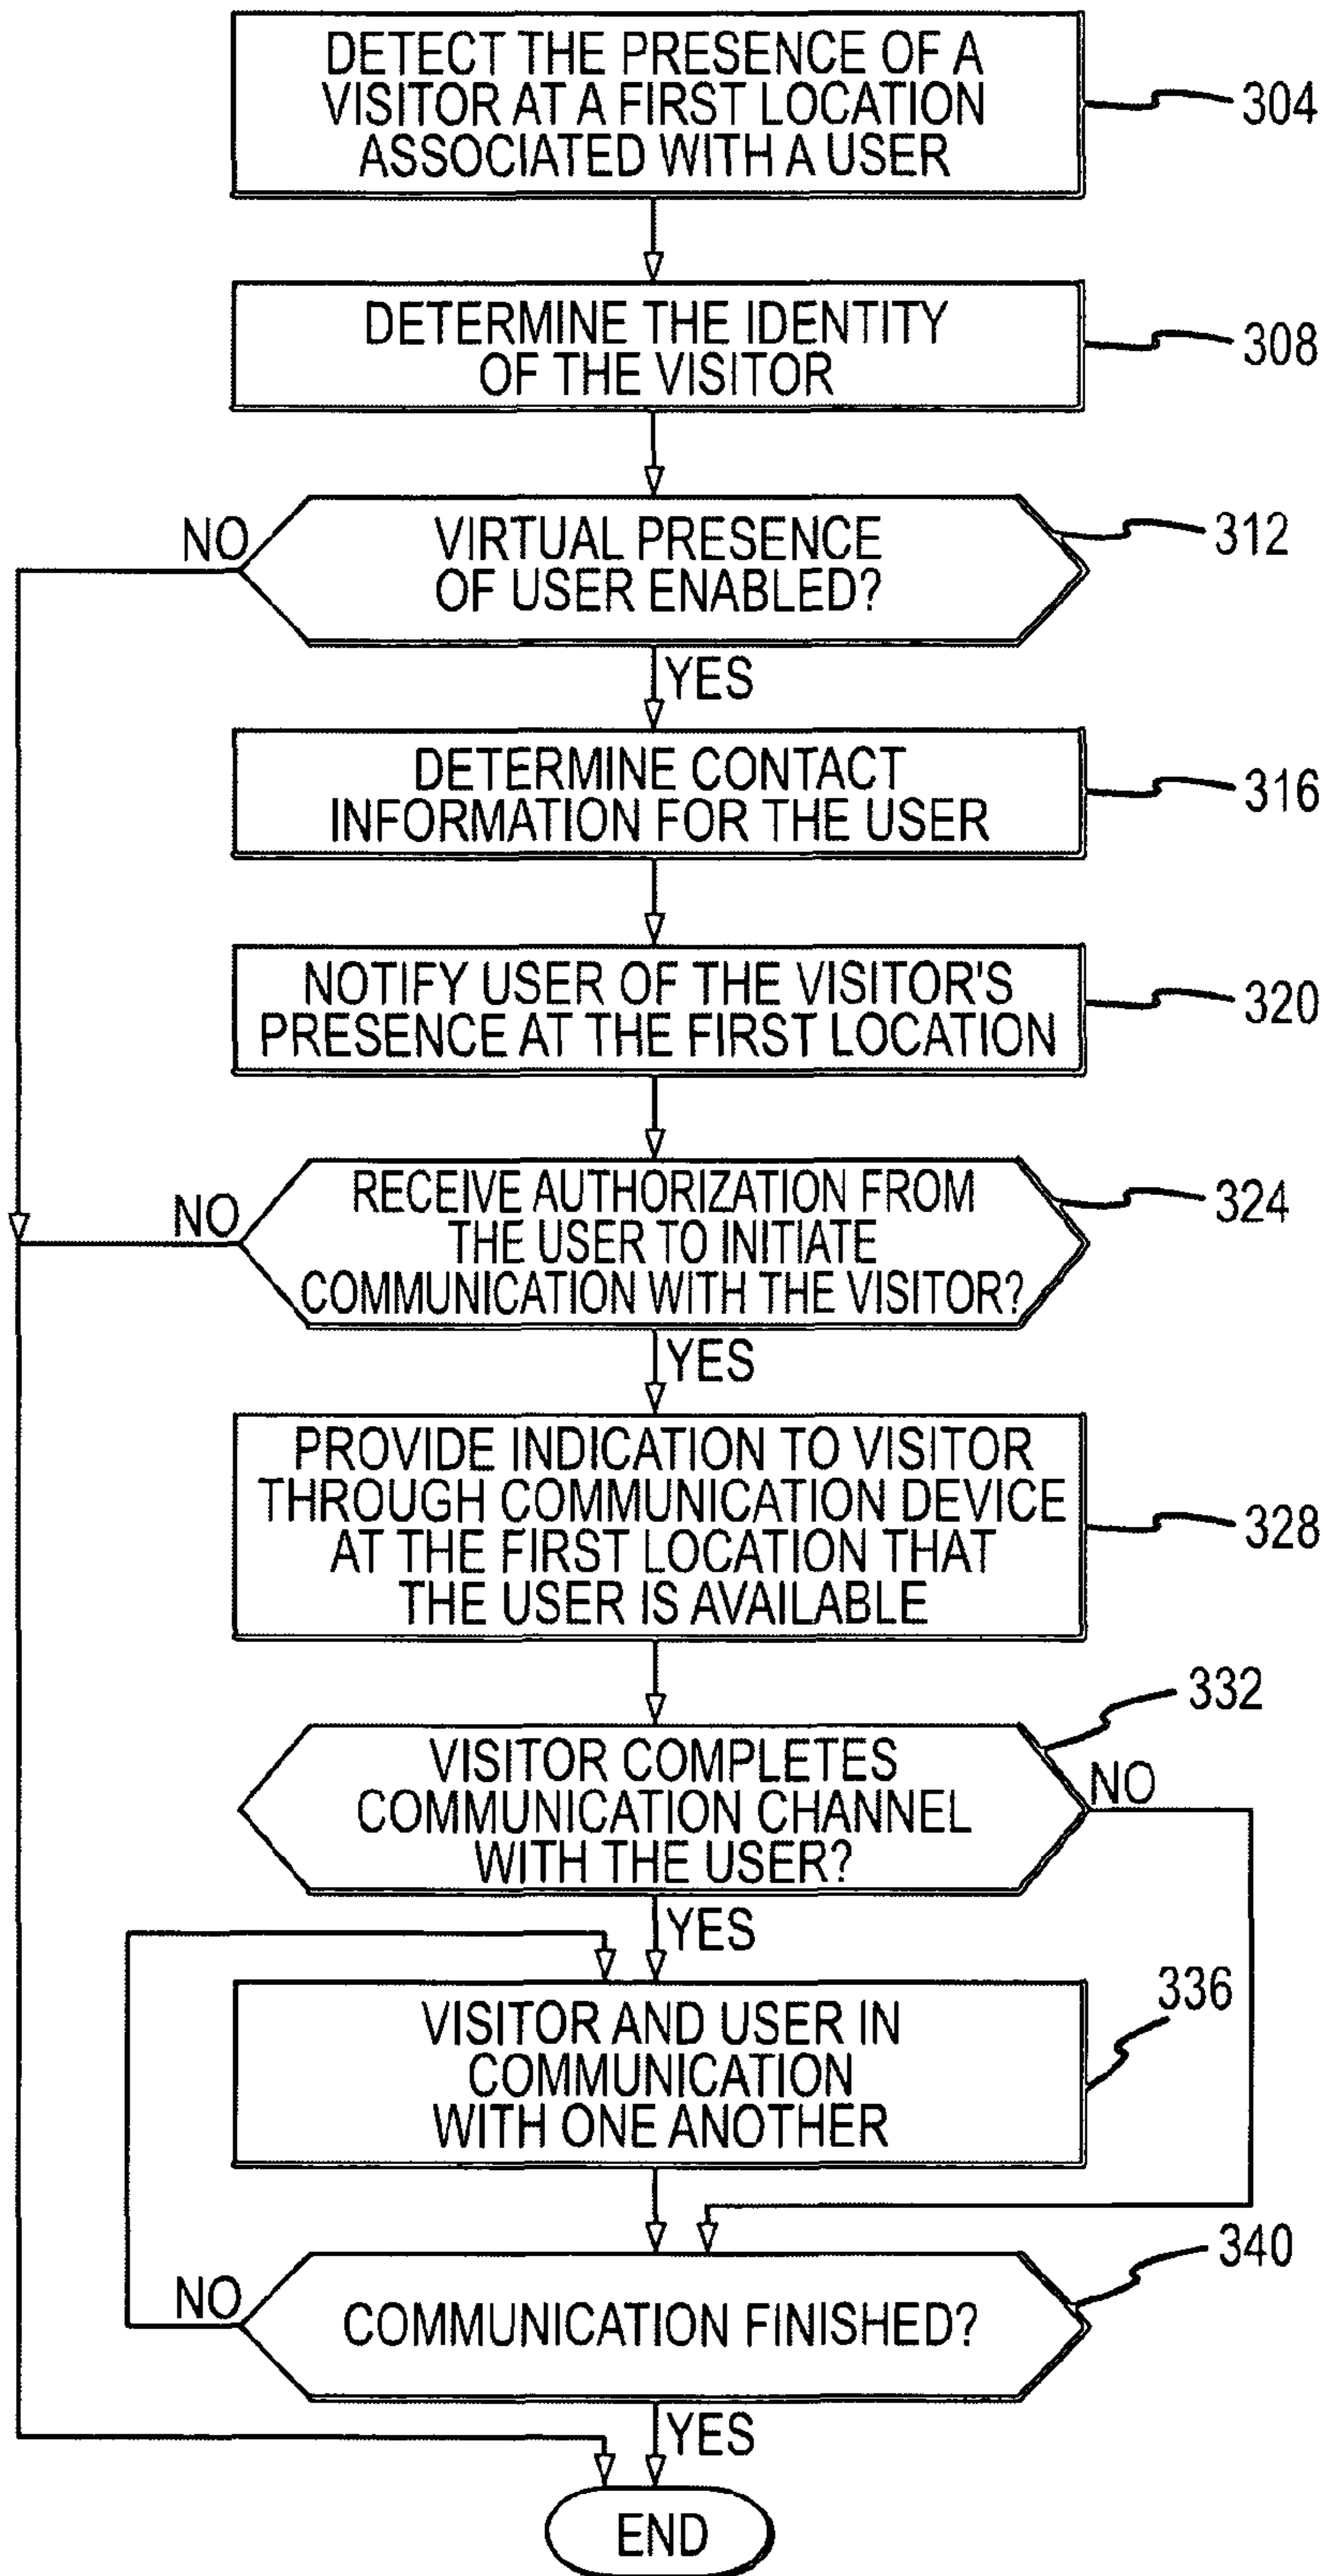 DETECT THE PRESENCE OF A
VISITOR AT A FIRST LOCATION
ASSOCIATED WITH A USER
304
DETERMINE THE IDENTITY
OF THE VISITOR
308
NO
VIRTUAL PRESENCE
OF USER ENABLED?
312
YES
DETERMINE CONTACT
INFORMATION FOR THE USER
316
NOTIFY USER OF THE VISITOR'S
PRESENCE AT THE FIRST LOCATION
320
NO
RECEIVE AUTHORIZATION FROM
THE USER TO INITIATE
COMMUNICATION WITH THE VISITOR?
324
YES
PROVIDE INDICATION TO VISITOR
THROUGH COMMUNICATION DEVICE
AT THE FIRST LOCATION THAT
THE USER IS AVAILABLE
328
332
VISITOR COMPLETES
COMMUNICATION CHANNEL
WITH THE USER?
NO
YES
336
VISITOR AND USER IN
COMMUNICATION
WITH ONE ANOTHER
340
NO
COMMUNICATION FINISHED?
YES
END